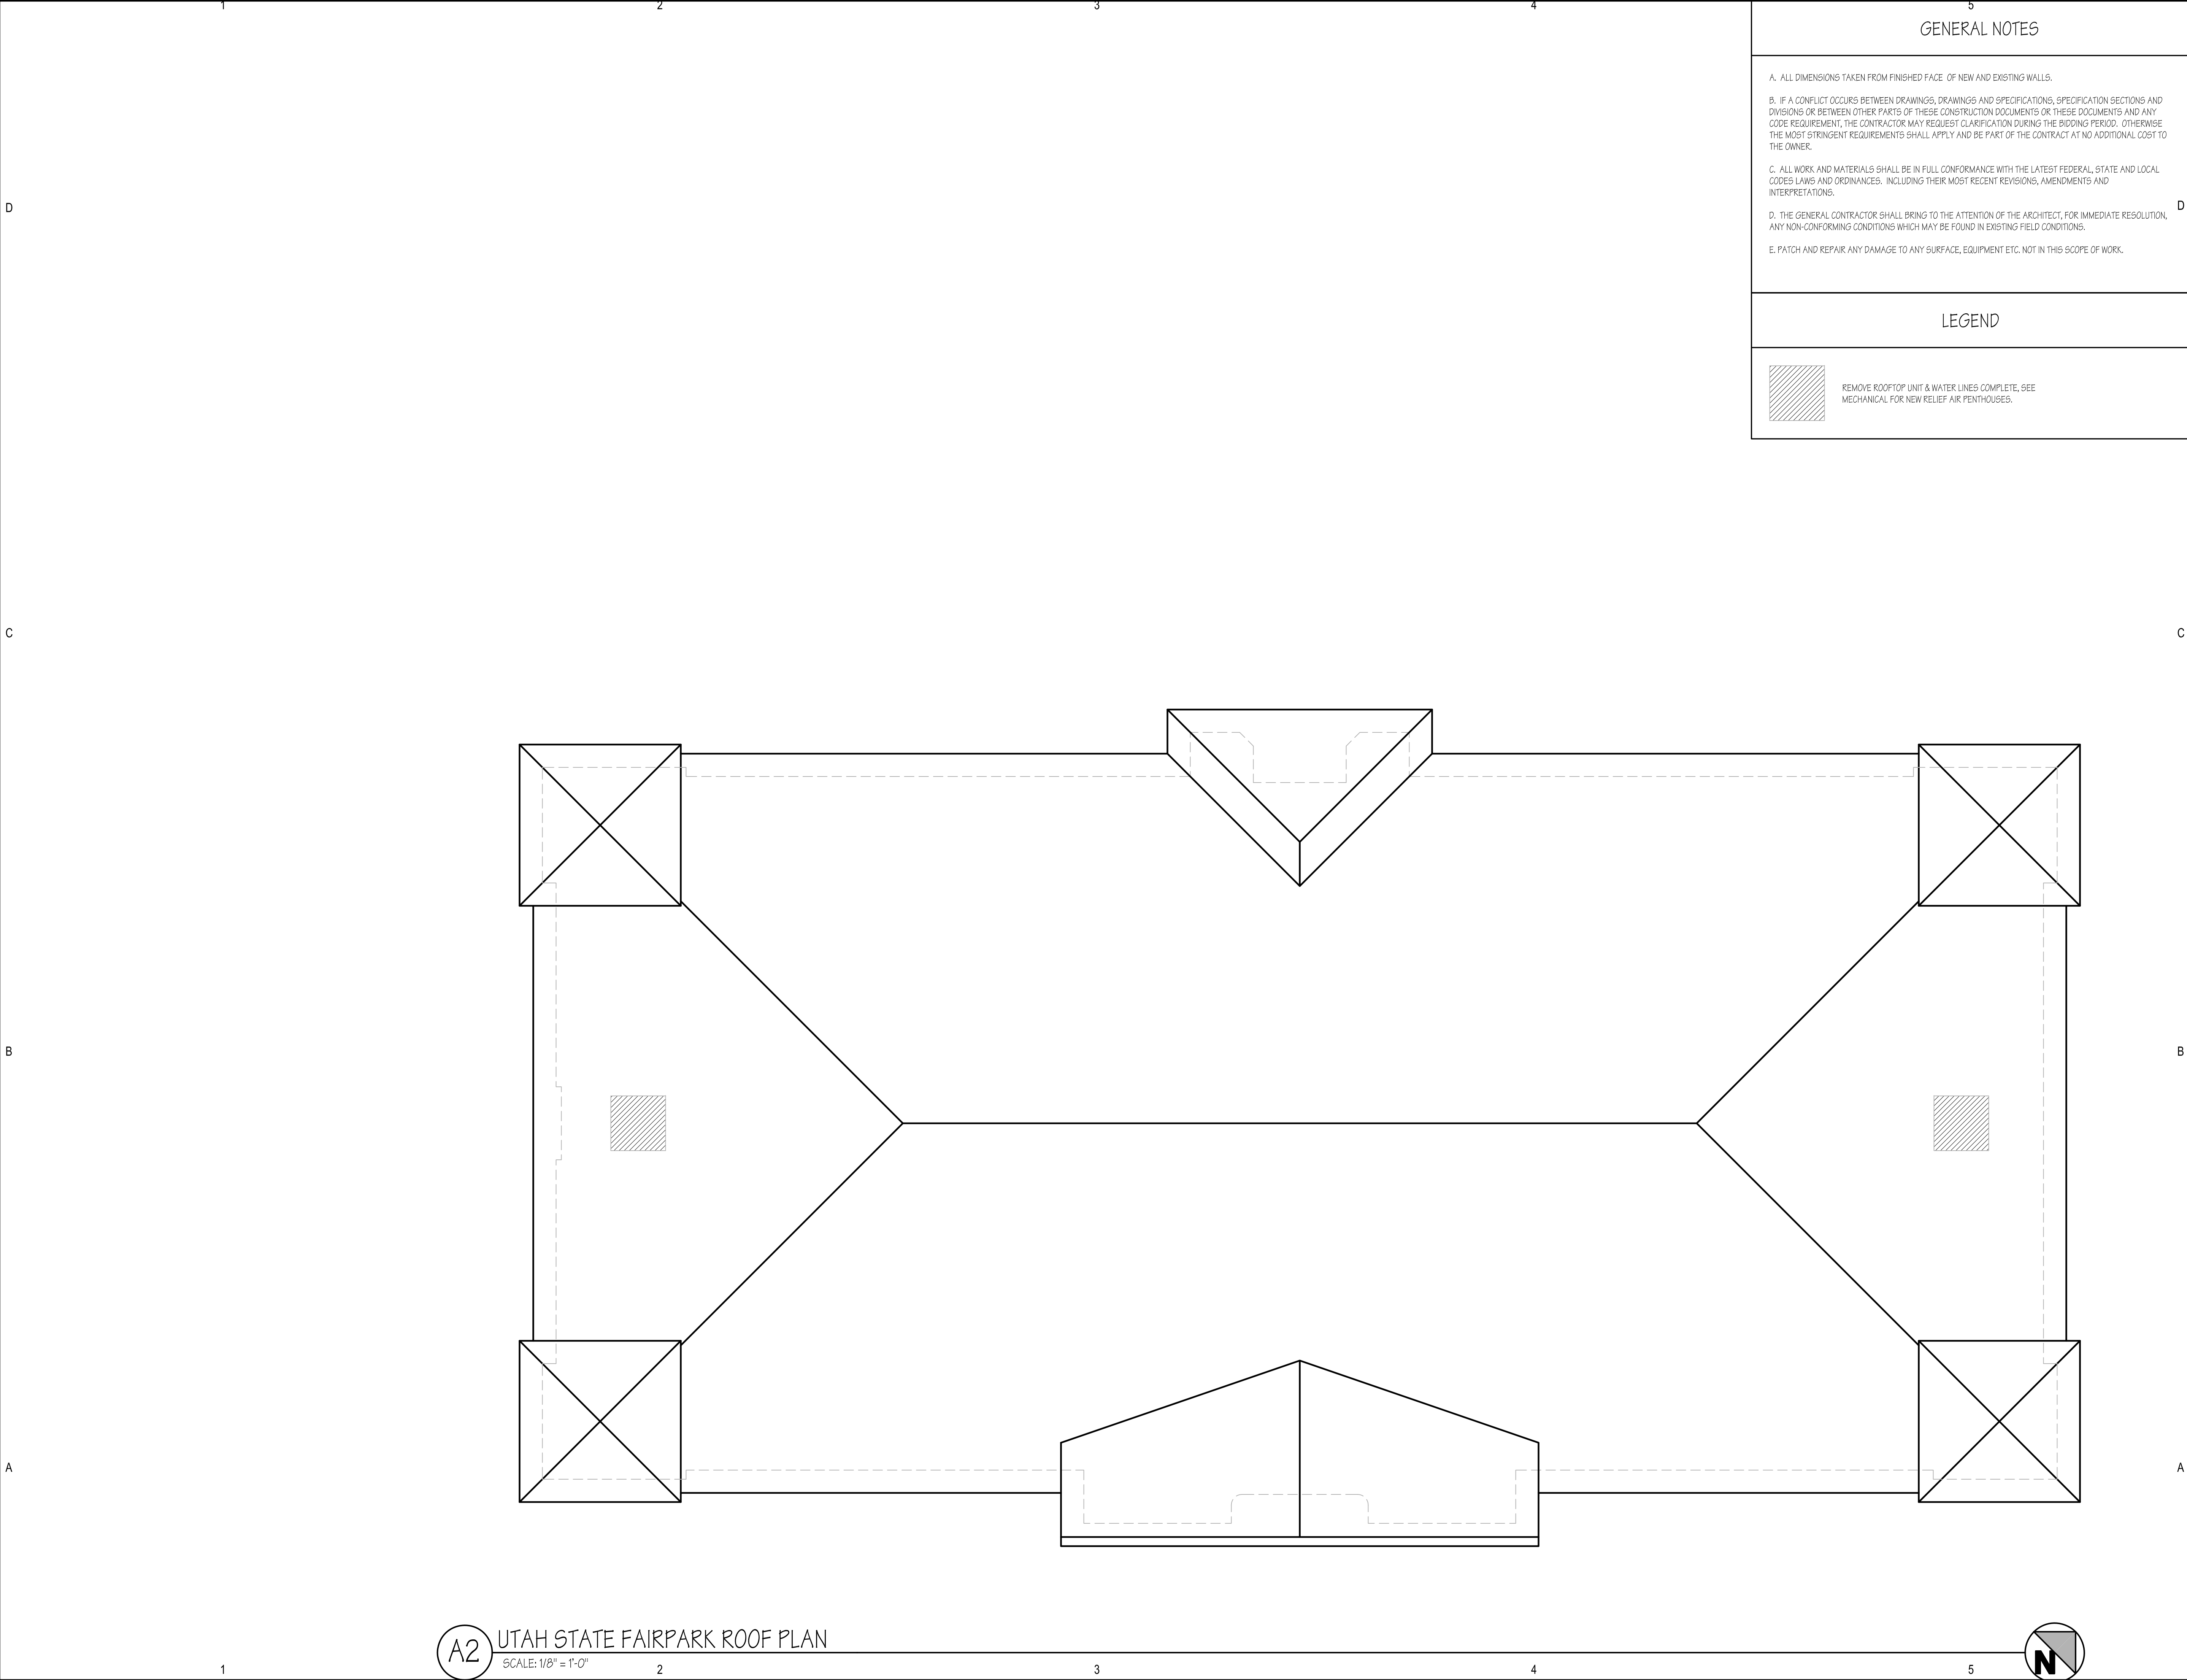 1 2 3 4 5
GENERAL NOTES
A. ALL DIMENSIONS TAKEN FROM FINISHED FACE OF NEW AND EXISTING WALLS.
B. IF A CONFLICT OCCURS BETWEEN DRAWINGS, DRAWINGS AND SPECIFICATIONS, SPECIFICATION SECTIONS AND
DIVISIONS OR BETWEEN OTHER PARTS OF THESE CONSTRUCTION DOCUMENTS OR THESE DOCUMENTS AND ANY
CODE REQUIREMENT, THE CONTRACTOR MAY REQUEST CLARIFICATION DURING THE BIDDING PERIOD. OTHERWISE
THE MOST STRINGENT REQUIREMENTS SHALL APPLY AND BE PART OF THE CONTRACT AT NO ADDITIONAL COST TO
THE OWNER.
C. ALL WORK AND MATERIALS SHALL BE IN FULL CONFORMANCE WITH THE LATEST FEDERAL, STATE AND LOCAL
CODES LAWS AND ORDINANCES. INCLUDING THEIR MOST RECENT REVISIONS, AMENDMENTS AND
INTERPRETATIONS.
D. THE GENERAL CONTRACTOR SHALL BRING TO THE ATTENTION OF THE ARCHITECT, FOR IMMEDIATE RESOLUTION,
ANY NON-CONFORMING CONDITIONS WHICH MAY BE FOUND IN EXISTING FIELD CONDITIONS.
E. PATCH AND REPAIR ANY DAMAGE TO ANY SURFACE, EQUIPMENT ETC. NOT IN THIS SCOPE OF WORK.
D D
LEGEND
REMOVE ROOFTOP UNIT & WATER LINES COMPLETE, SEE
MECHANICAL FOR NEW RELIEF AIR PENTHOUSES.
C C
B B
A A
A2 UTAH STATE FAIRPARK ROOF PLAN
SCALE: 1/8" = 1'-0"
N
1 2 3 4 5